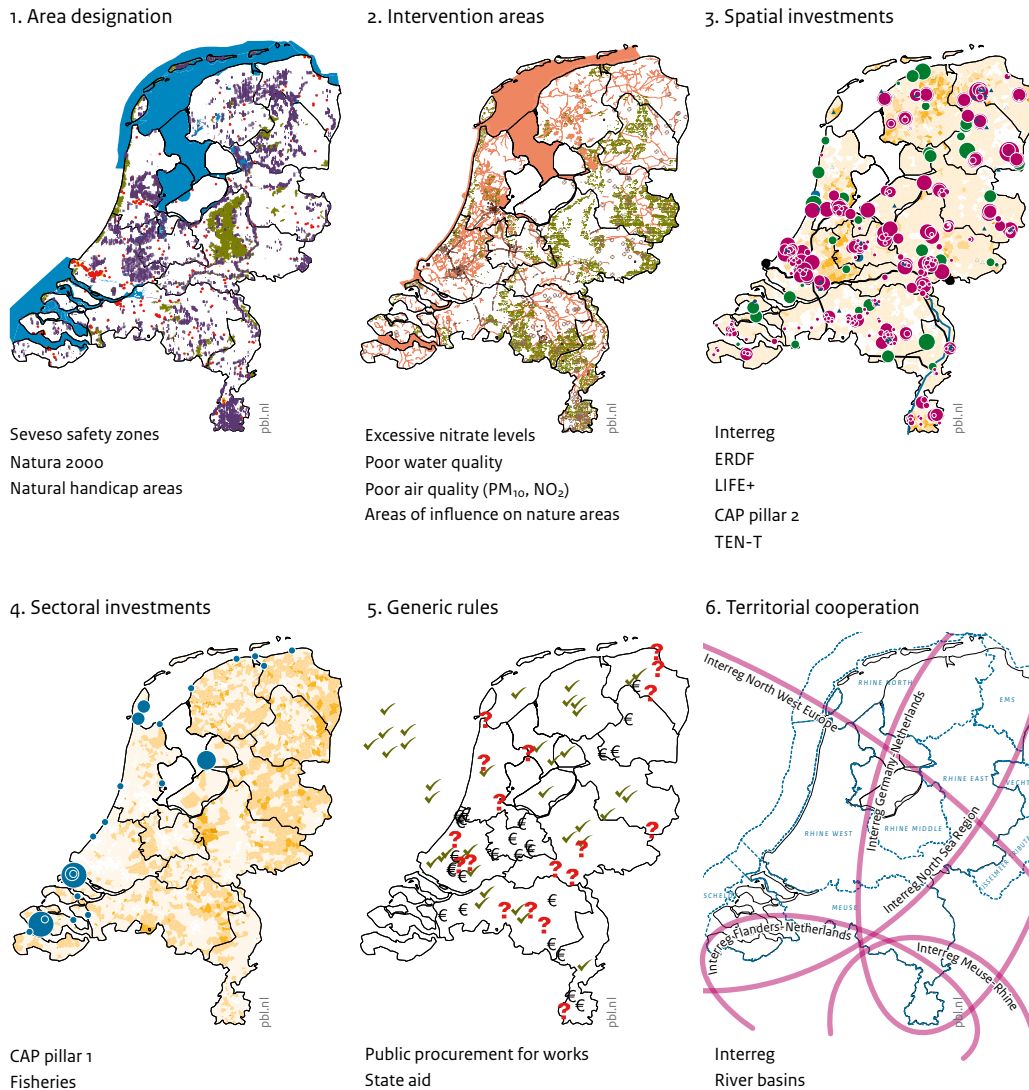 1. Area designation
2. Intervention areas
3. Spatial investments
pbl.nl
pbl.nl
pbl.nl
Seveso safety zones
Natura 2000
Natural handicap areas
Excessive nitrate levels
Poor water quality
Poor air quality (PM₁₀, NO₂)
Areas of influence on nature areas
Interreg
ERDF
LIFE+
CAP pillar 2
TEN-T
4. Sectoral investments
5. Generic rules
6. Territorial cooperation
Interreg North West Europe
RHINE NORTH
EMS
Interreg Germany-Netherlands
RHINE EAST
VECHT
RHINE WEST
RHINE MIDDLE
Interreg North Sea Region
SCHEL
MEUSE
Interreg Flanders-Netherlands
Interreg Meuse-Rhine
pbl.nl
pbl.nl
pbl.nl
CAP pillar 1
Fisheries
Public procurement for works
State aid
Interreg
River basins